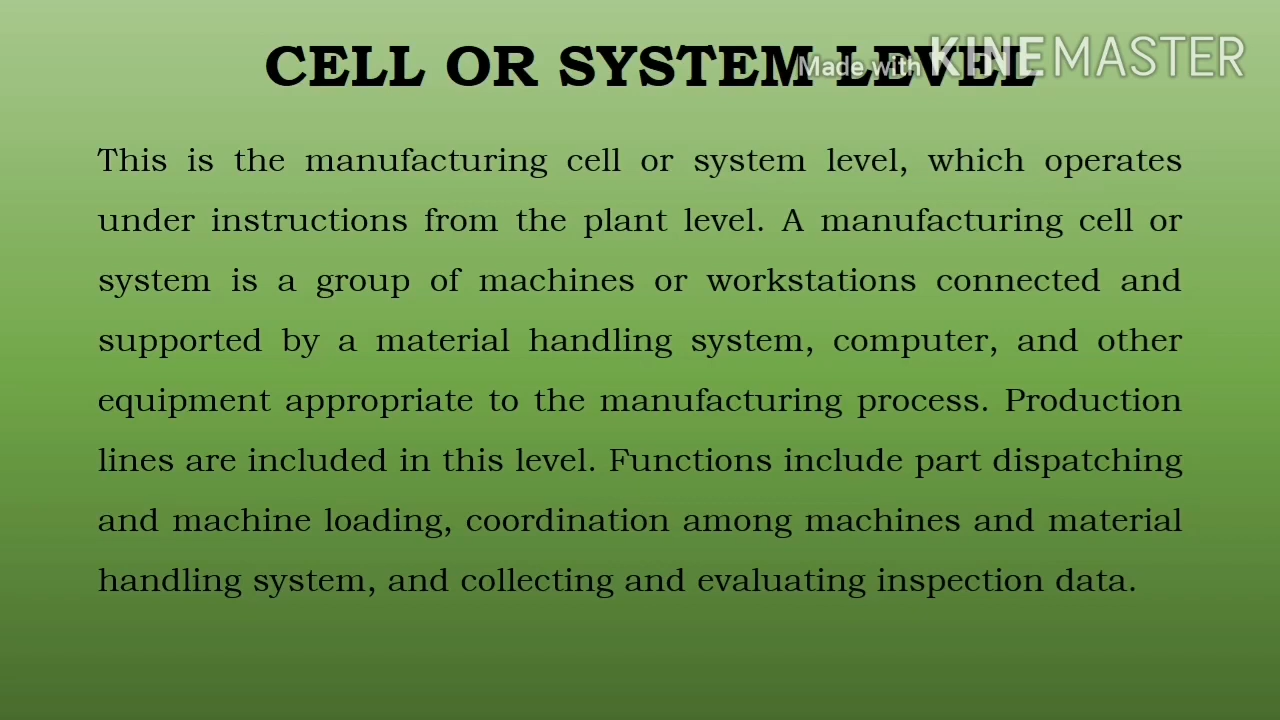 CELL OR SYSTEM LEVEL
Made with KINEMASTER
This is the manufacturing cell or system level, which operates
under instructions from the plant level. A manufacturing cell or
system is a group of machines or workstations connected and
supported by a material handling system, computer, and other
equipment appropriate to the manufacturing process. Production
lines are included in this level. Functions include part dispatching
and machine loading, coordination among machines and material
handling system, and collecting and evaluating inspection data.